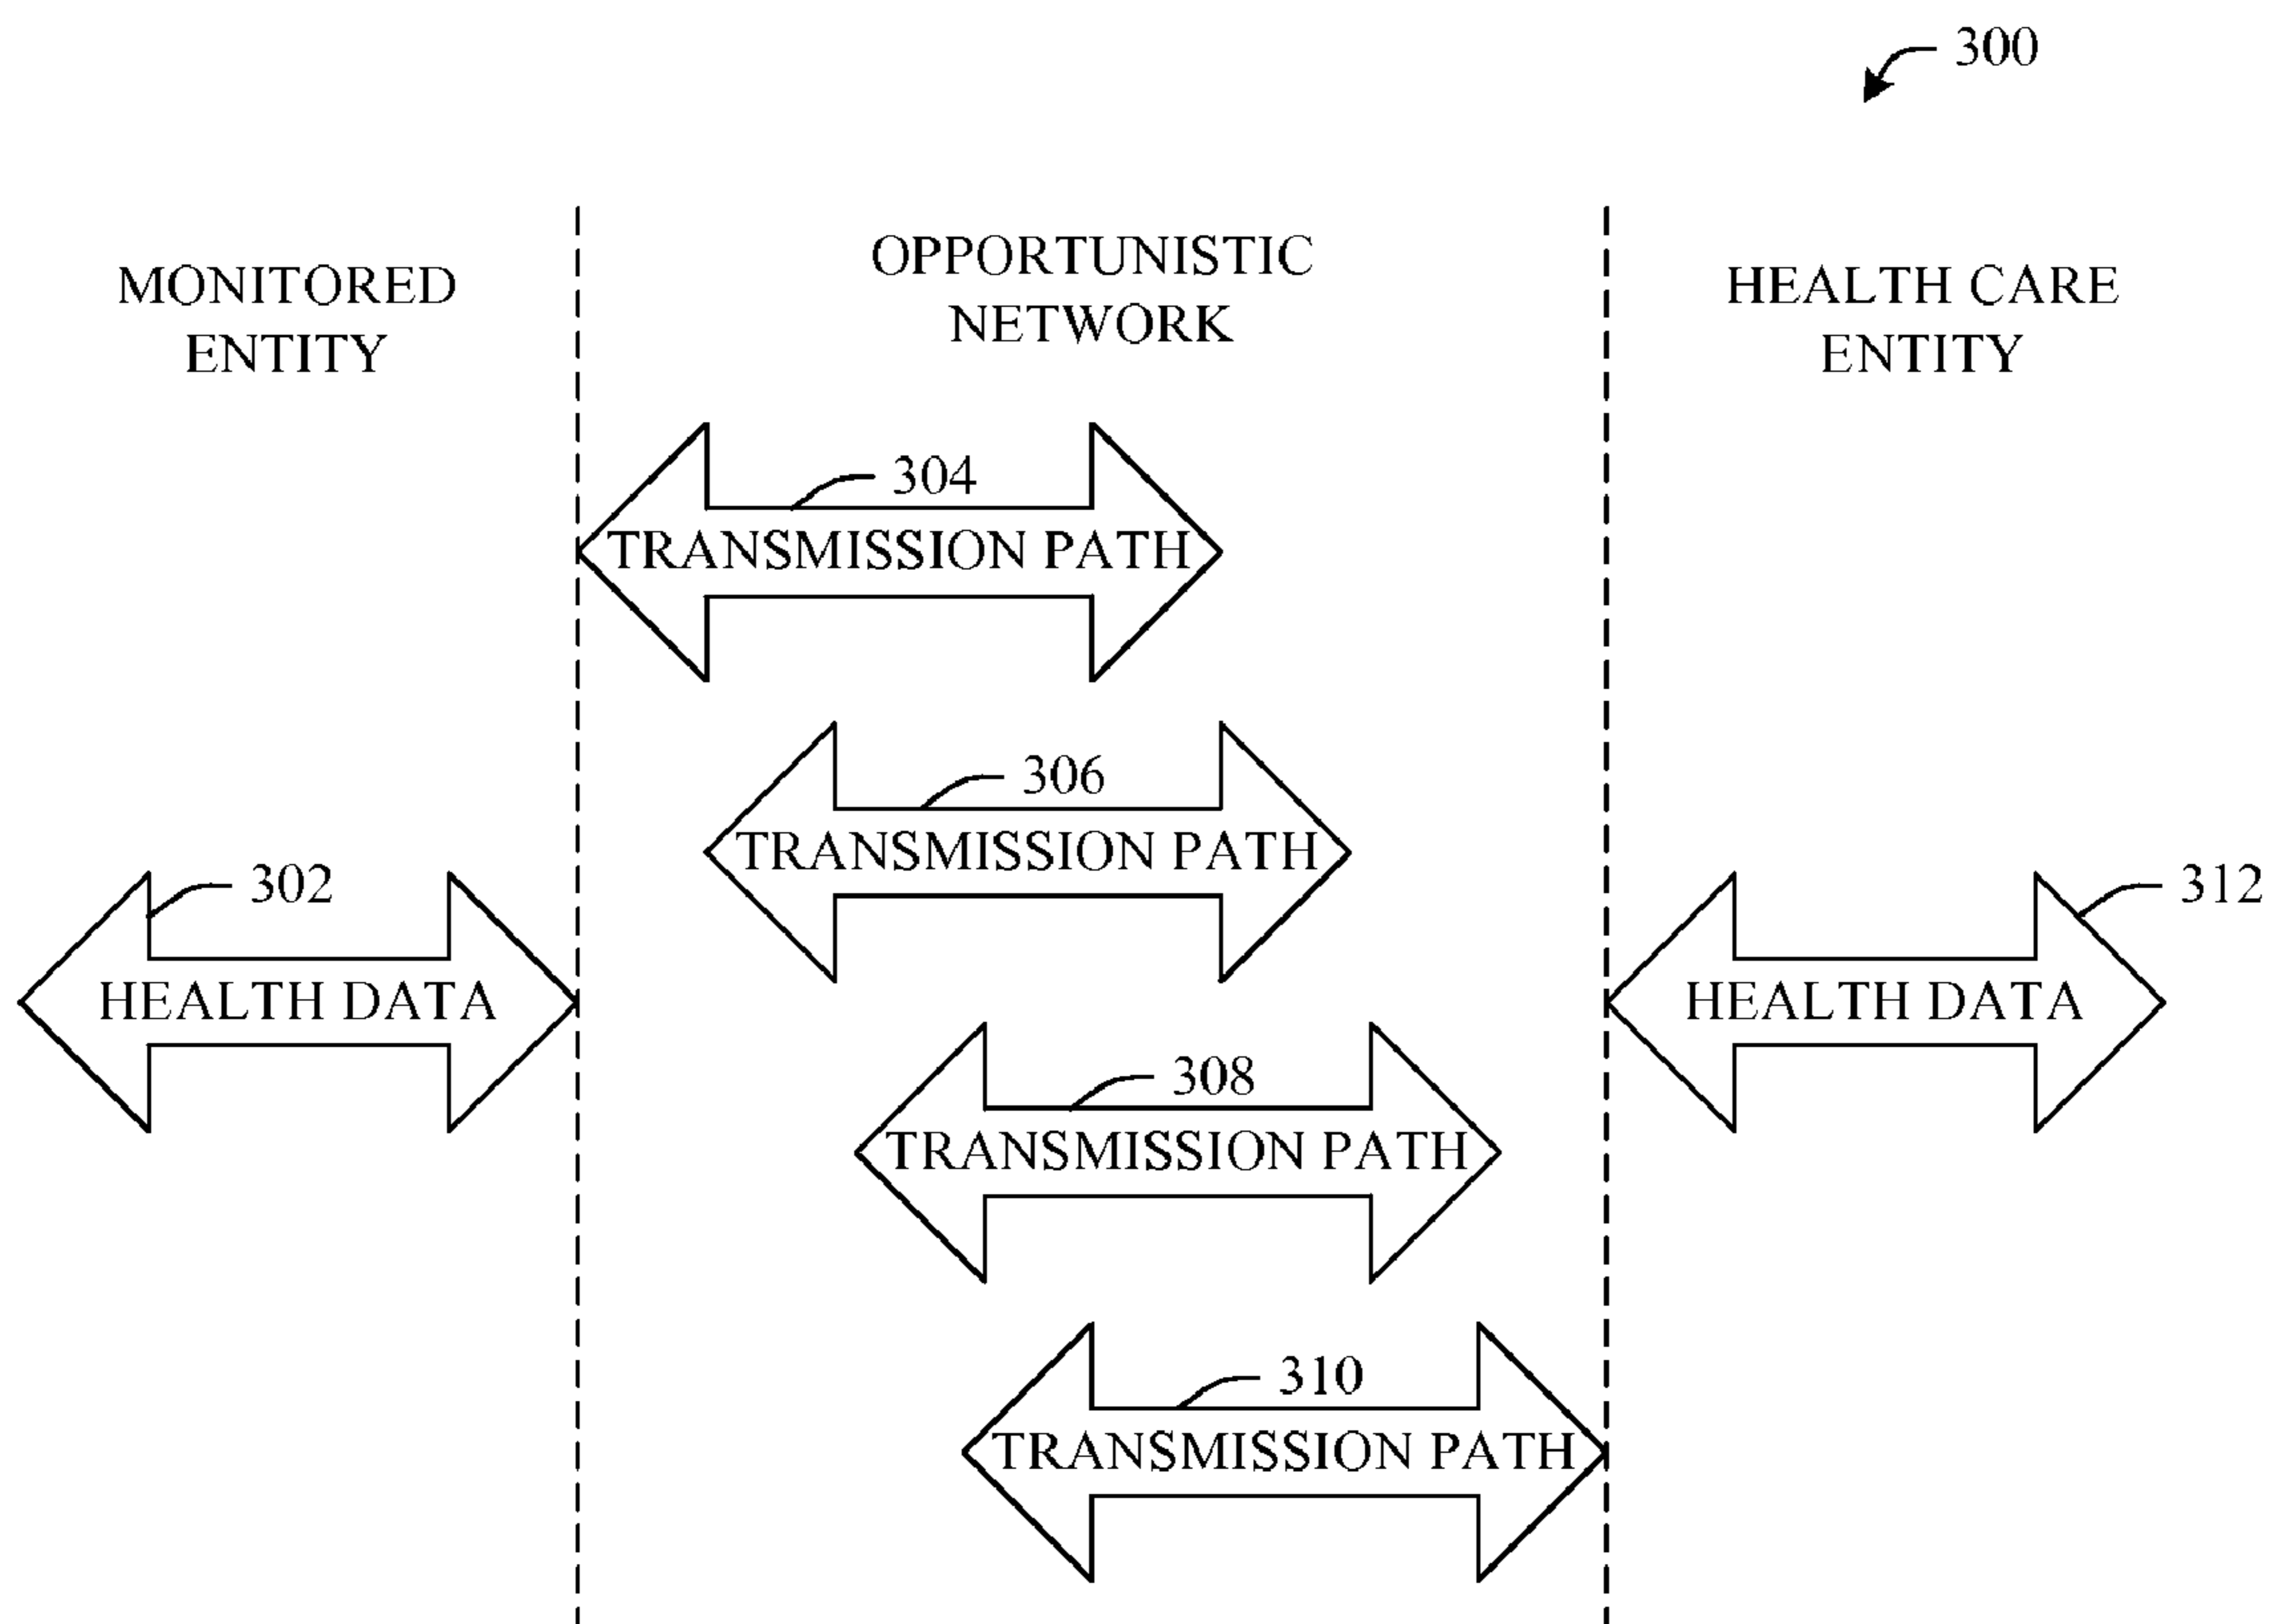 300
MONITORED
ENTITY
OPPORTUNISTIC
NETWORK
HEALTH CARE
ENTITY
304
TRANSMISSION PATH
306
TRANSMISSION PATH
302
HEALTH DATA
312
HEALTH DATA
308
TRANSMISSION PATH
310
TRANSMISSION PATH